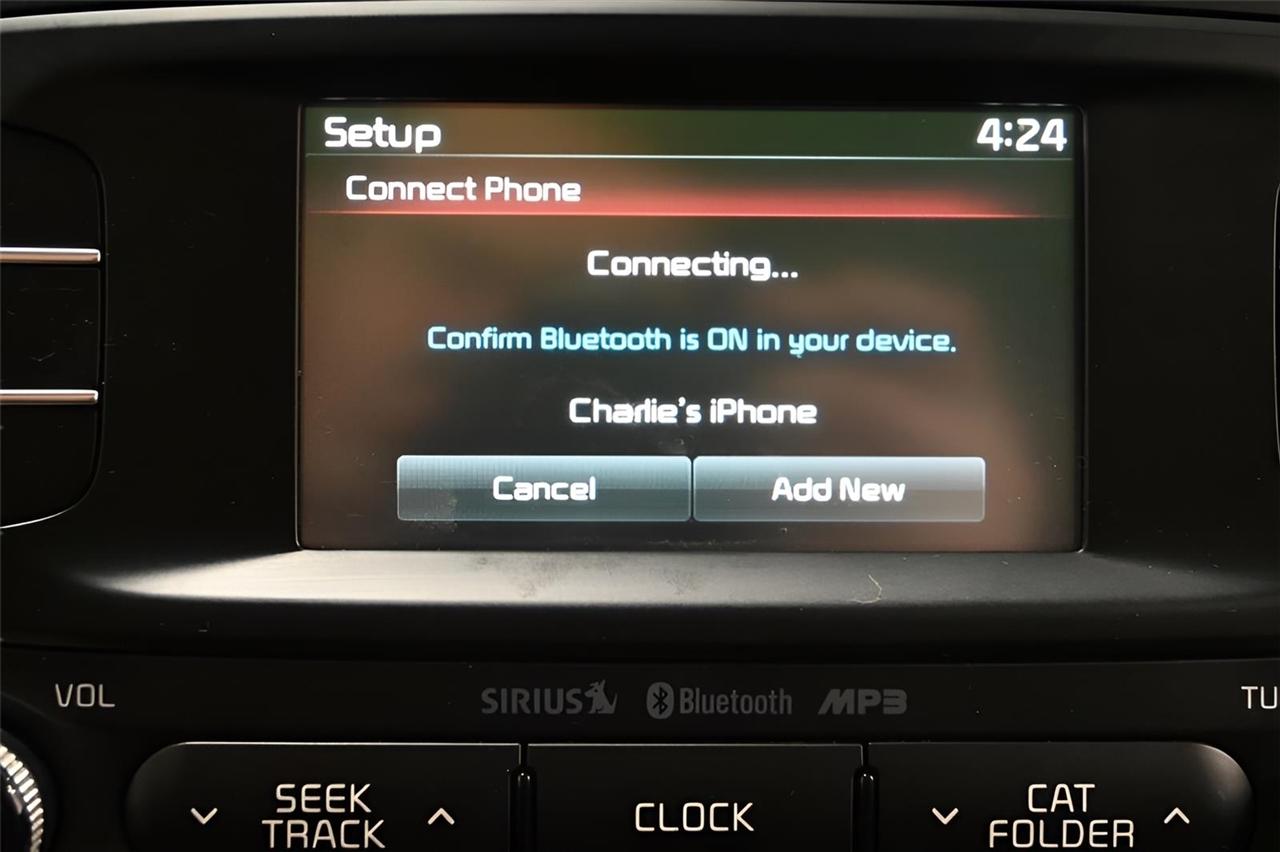 Setup 4:24
Connect Phone
Connecting...
Confirm Bluetooth is ON in your device.
Charlie's iPhone
Cancel Add New
VOL SIRIUS Bluetooth MP3 TU
SEEK
TRACK
CLOCK
CAT
FOLDER